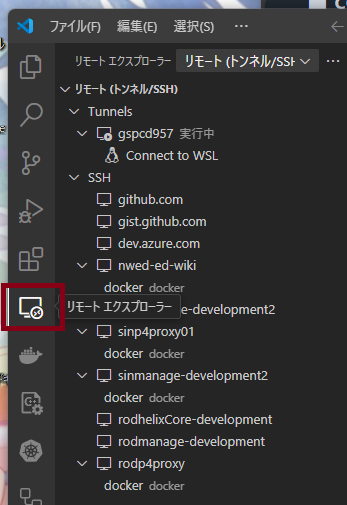 ファイル(F) 編集(E) 選択(S) ←
リモート エクスプローラー リモート (トンネル/SSH ···
リモート (トンネル/SSH)
Tunnels
gspcd957 実行中
Connect to WSL
SSH
github.com
gist.github.com
dev.azure.com
nwed-ed-wiki
docker docker
リモート エクスプローラー
e-development2
sinp4proxy01
docker docker
sinmanage-development2
docker docker
rodhelixCore-development
rodmanage-development
rodp4proxy
docker docker